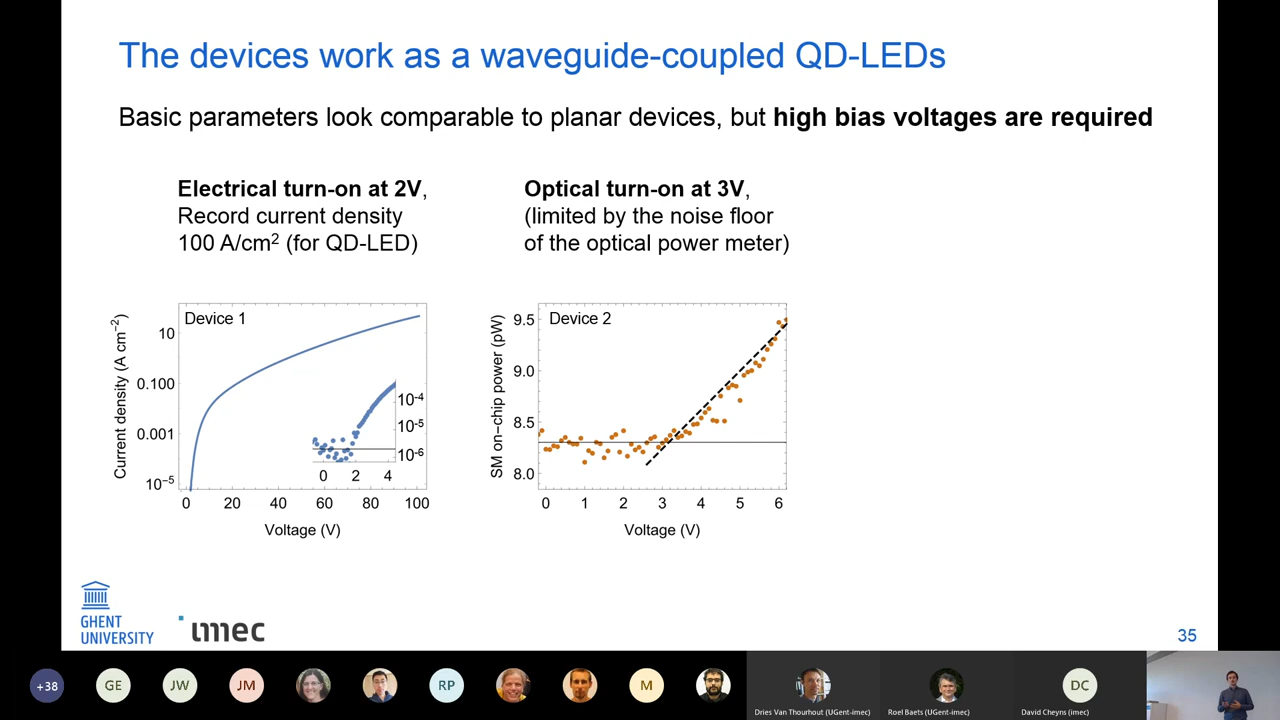 The devices work as a waveguide-coupled QD-LEDs
Basic parameters look comparable to planar devices, but high bias voltages are required
Electrical turn-on at 2V,
Record current density
100 A/cm² (for QD-LED)
Optical turn-on at 3V,
(limited by the noise floor
of the optical power meter)
Device 1
Current density (A cm⁻²)
10
0.100
0.001
10⁻⁵
10⁻⁴
10⁻⁵
10⁻⁶
0 2 4
0 20 40 60 80 100
Voltage (V)
Device 2
SM on-chip power (pW)
9.5
9.0
8.5
8.0
0 1 2 3 4 5 6
Voltage (V)
GHENT
UNIVERSITY
imec
35
+38
GE
JW
JM
RP
M
DC
Dries Van Thourhout (UGent-imec)
Roel Baets (UGent-imec)
David Cheyns (imec)